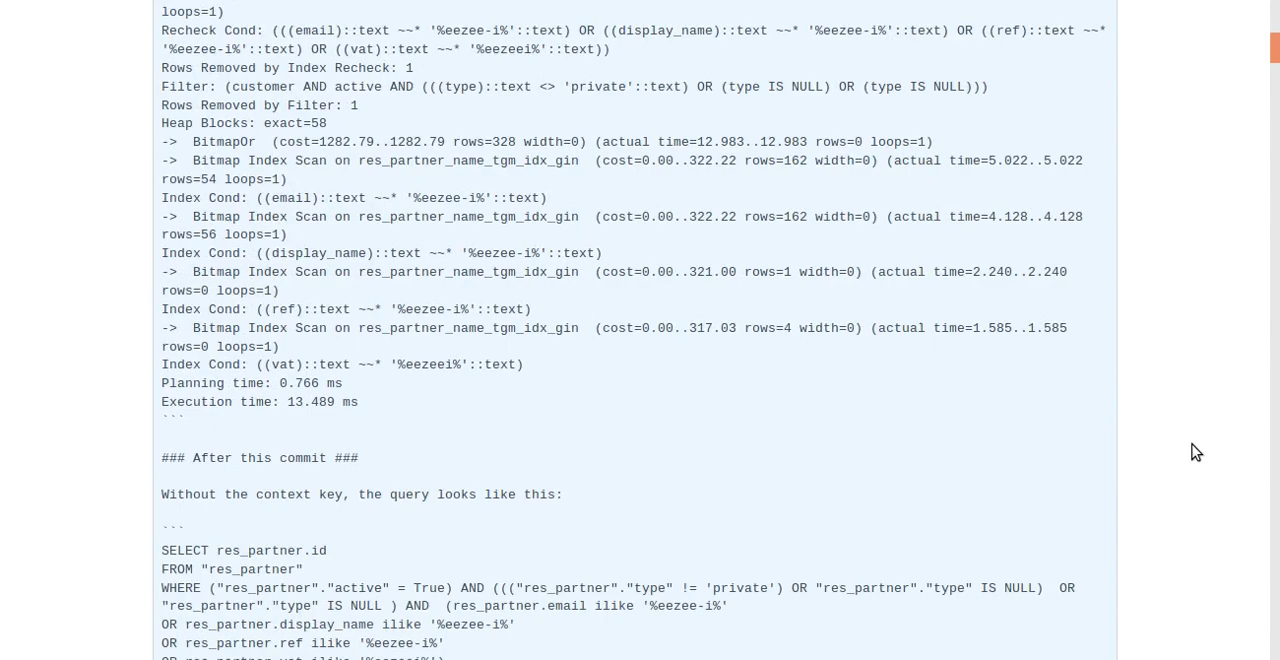 loops=1)
Recheck Cond: (((email)::text ~~* '%eezee-i%'::text) OR ((display_name)::text ~~* '%eezee-i%'::text) OR ((ref)::text ~~*
'%eezee-i%'::text) OR ((vat)::text ~~* '%eezeei%'::text))
Rows Removed by Index Recheck: 1
Filter: (customer AND active AND (((type)::text <> 'private'::text) OR (type IS NULL) OR (type IS NULL)))
Rows Removed by Filter: 1
Heap Blocks: exact=58
->  BitmapOr  (cost=1282.79..1282.79 rows=328 width=0) (actual time=12.983..12.983 rows=0 loops=1)
->  Bitmap Index Scan on res_partner_name_tgm_idx_gin  (cost=0.00..322.22 rows=162 width=0) (actual time=5.022..5.022
rows=54 loops=1)
Index Cond: ((email)::text ~~* '%eezee-i%'::text)
->  Bitmap Index Scan on res_partner_name_tgm_idx_gin  (cost=0.00..322.22 rows=162 width=0) (actual time=4.128..4.128
rows=56 loops=1)
Index Cond: ((display_name)::text ~~* '%eezee-i%'::text)
->  Bitmap Index Scan on res_partner_name_tgm_idx_gin  (cost=0.00..321.00 rows=1 width=0) (actual time=2.240..2.240
rows=0 loops=1)
Index Cond: ((ref)::text ~~* '%eezee-i%'::text)
->  Bitmap Index Scan on res_partner_name_tgm_idx_gin  (cost=0.00..317.03 rows=4 width=0) (actual time=1.585..1.585
rows=0 loops=1)
Index Cond: ((vat)::text ~~* '%eezeei%'::text)
Planning time: 0.766 ms
Execution time: 13.489 ms
```
### After this commit ###
Without the context key, the query looks like this:
```
SELECT res_partner.id
FROM "res_partner"
WHERE ("res_partner"."active" = True) AND ((("res_partner"."type" != 'private') OR "res_partner"."type" IS NULL)  OR
"res_partner"."type" IS NULL ) AND  (res_partner.email ilike '%eezee-i%'
OR res_partner.display_name ilike '%eezee-i%'
OR res_partner.ref ilike '%eezee-i%'
OR res_partner.vat ilike '%eezeei%')